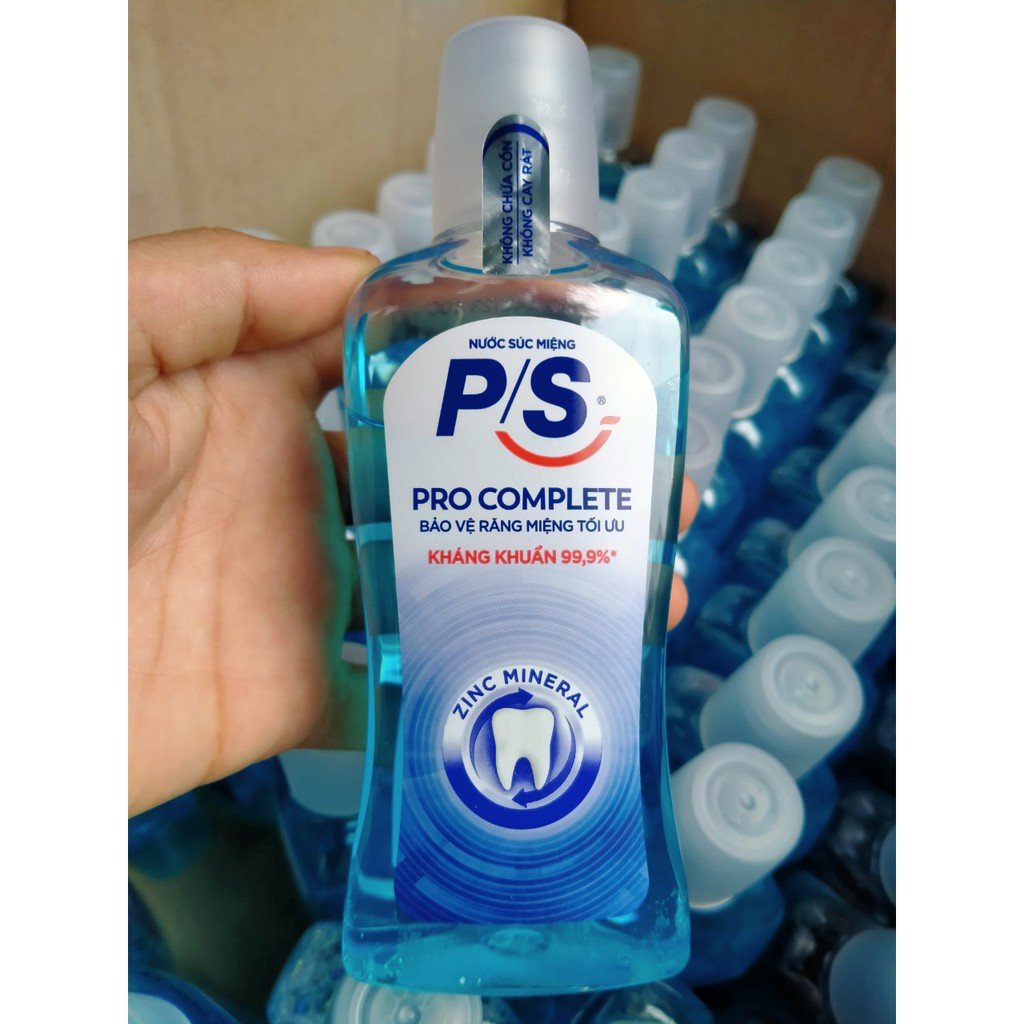 KHÔNG CHỨA CỒN
KHÔNG CAY RÁT
NƯỚC SÚC MIỆNG
P/S®
PRO COMPLETE
BẢO VỆ RĂNG MIỆNG TỐI ƯU
KHÁNG KHUẨN 99,9%*
ZINC MINERAL